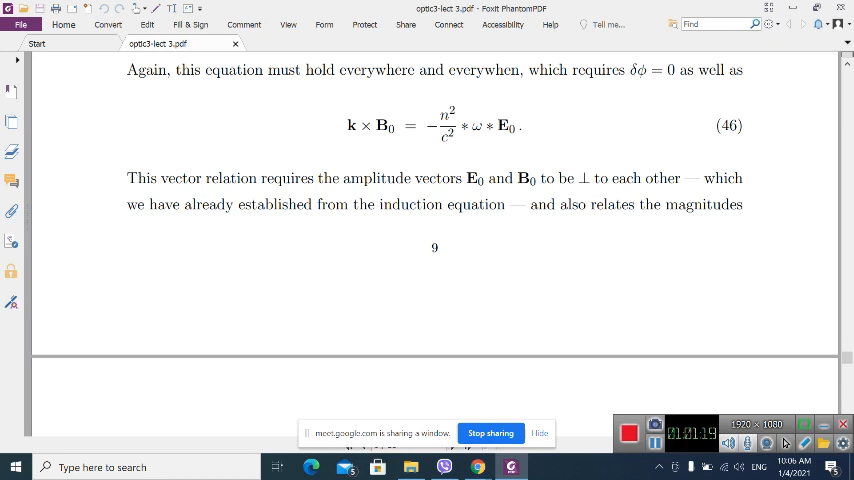 optic3-lect 3.pdf - Foxit PhantomPDF
File Home Convert Edit Fill & Sign Comment View Form Protect Share Connect Accessibility Help Tell me... Find
Start optic3-lect 3.pdf
Again, this equation must hold everywhere and everywhen, which requires δϕ = 0 as well as
k × B₀ = −n²/c² ∗ ω ∗ E₀ . (46)
This vector relation requires the amplitude vectors E₀ and B₀ to be ⊥ to each other — which
we have already established from the induction equation — and also relates the magnitudes
9
meet.google.com is sharing a window. Stop sharing Hide
1920 × 1080
01:01:19
Type here to search
5
ENG
10:06 AM
1/4/2021
5